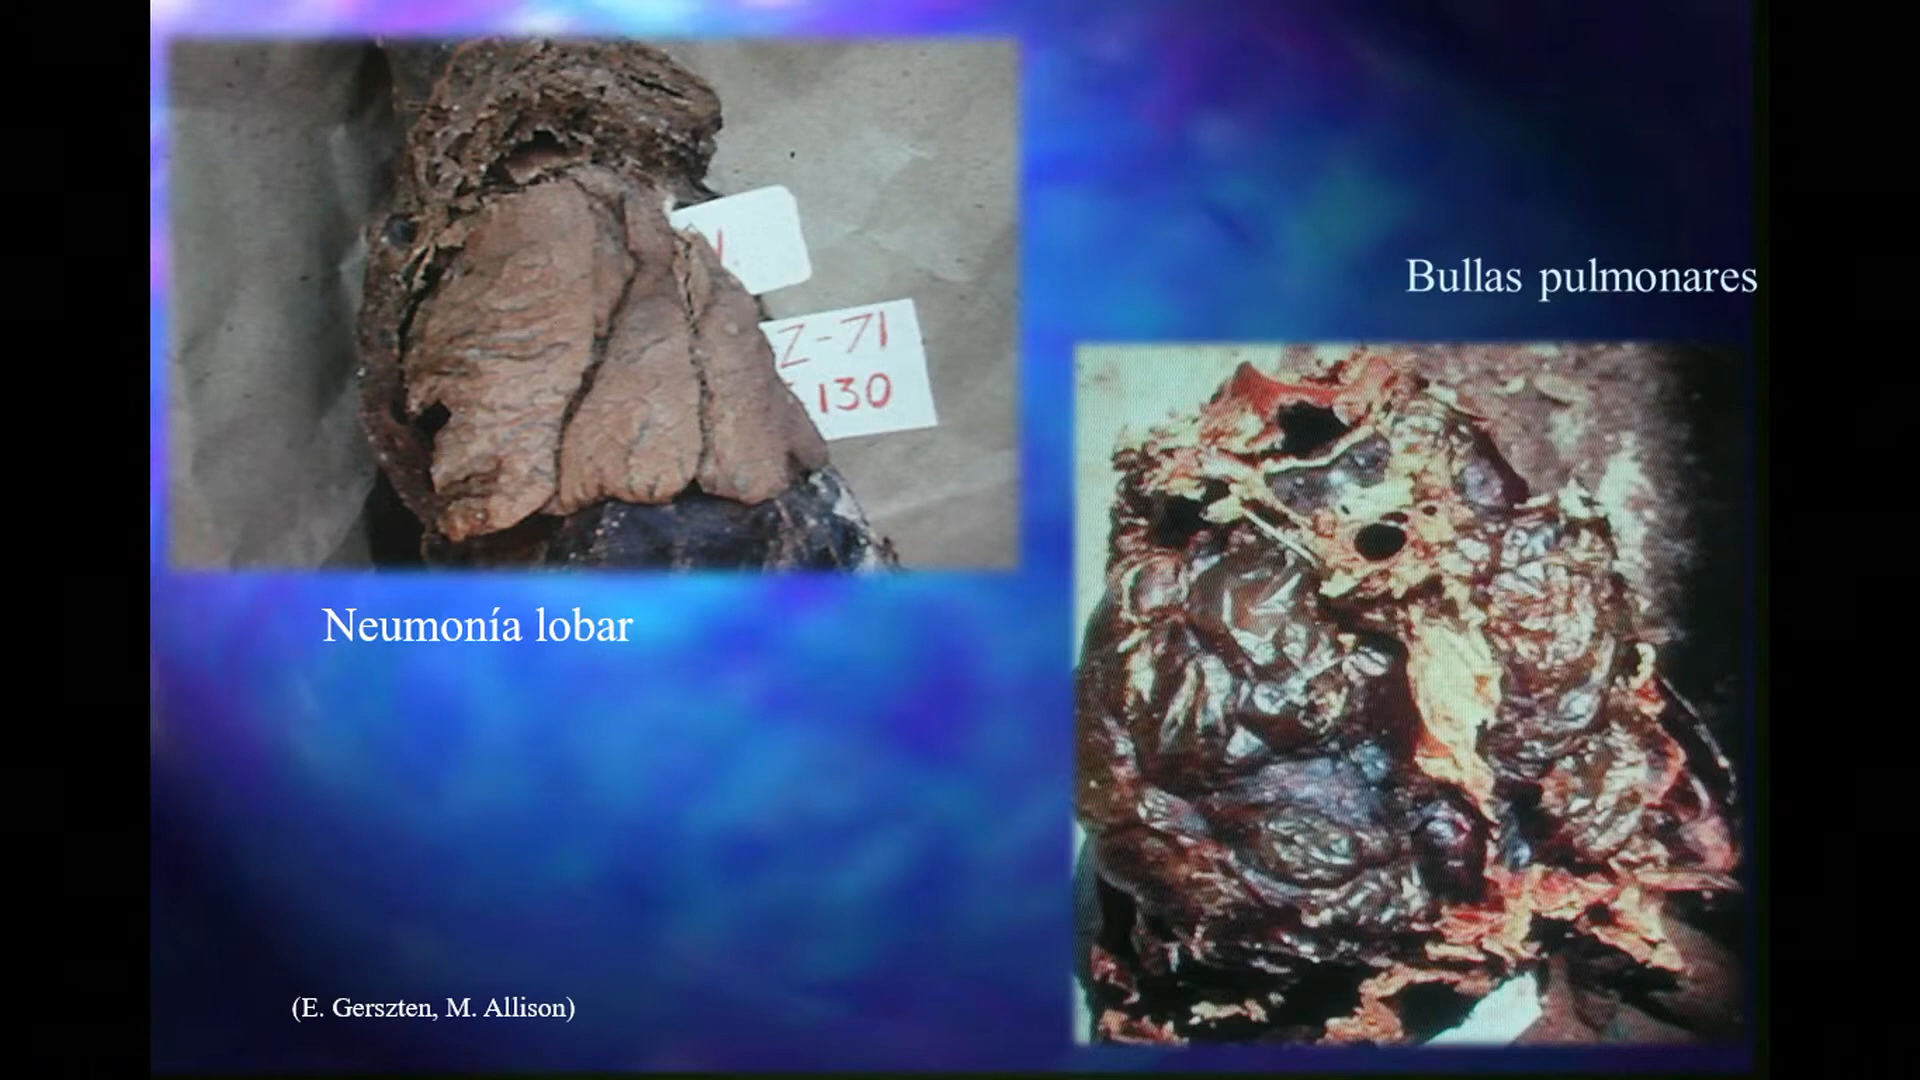 Z-71
130
Bullas pulmonares
Neumonía lobar
(E. Gerszten, M. Allison)